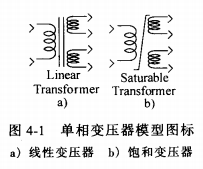 Linear
Transformer
a)
Saturable
Transformer
b)
图 4-1 单相变压器模型图标
a) 线性变压器 b) 饱和变压器